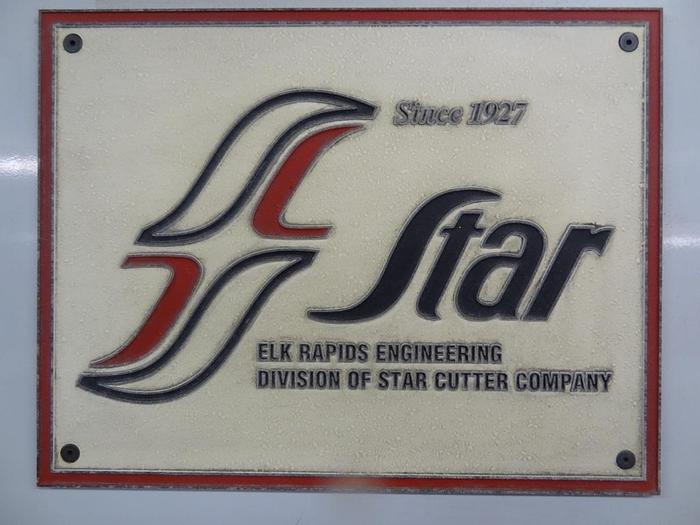 Since 1927
Star
ELK RAPIDS ENGINEERING
DIVISION OF STAR CUTTER COMPANY